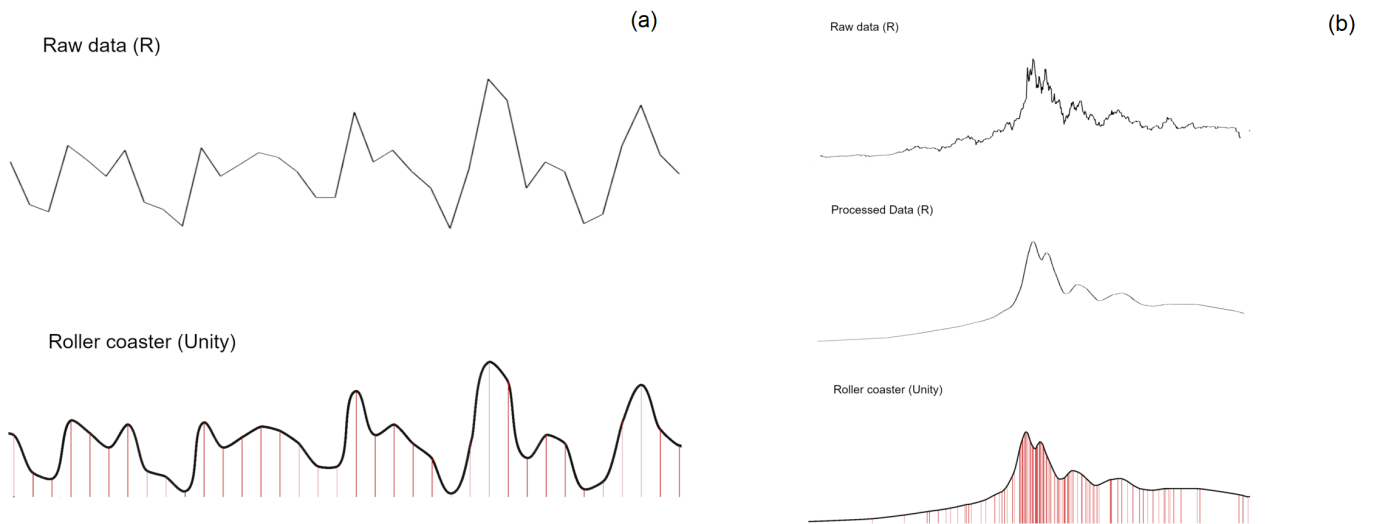 (a)
Raw data (R)
Roller coaster (Unity)
(b)
Raw data (R)
Processed Data (R)
Roller coaster (Unity)